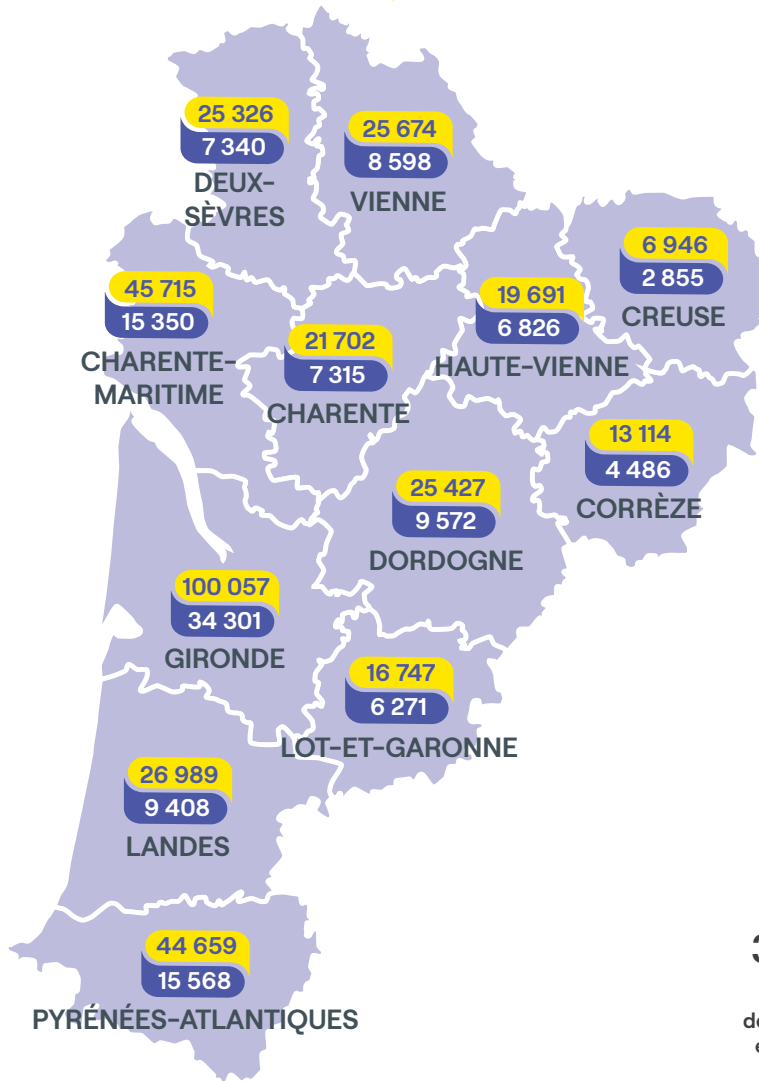 25 326
7 340
DEUX-
SÈVRES
25 674
8 598
VIENNE
6 946
2 855
CREUSE
45 715
15 350
CHARENTE-
MARITIME
21 702
7 315
CHARENTE
19 691
6 826
HAUTE-VIENNE
13 114
4 486
CORRÈZE
25 427
9 572
DORDOGNE
100 057
34 301
GIRONDE
16 747
6 271
LOT-ET-GARONNE
26 989
9 408
LANDES
44 659
15 568
PYRÉNÉES-ATLANTIQUES